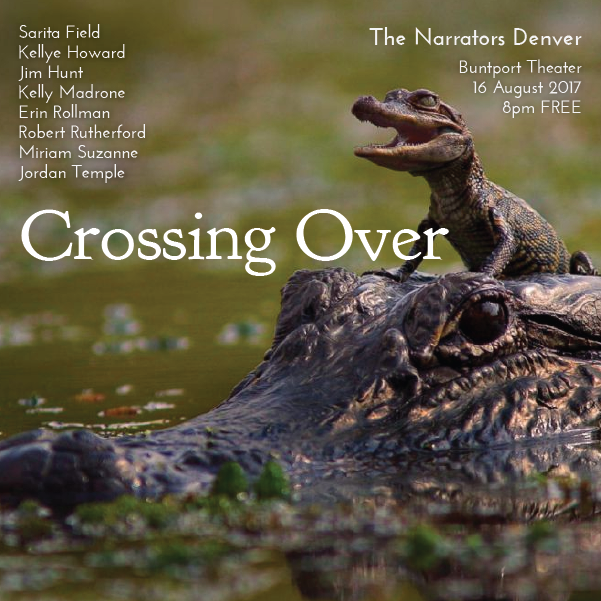 Sarita Field
Kellye Howard
Jim Hunt
Kelly Madrone
Erin Rollman
Robert Rutherford
Miriam Suzanne
Jordan Temple
The Narrators Denver
Buntport Theater
16 August 2017
8pm FREE
Crossing Over